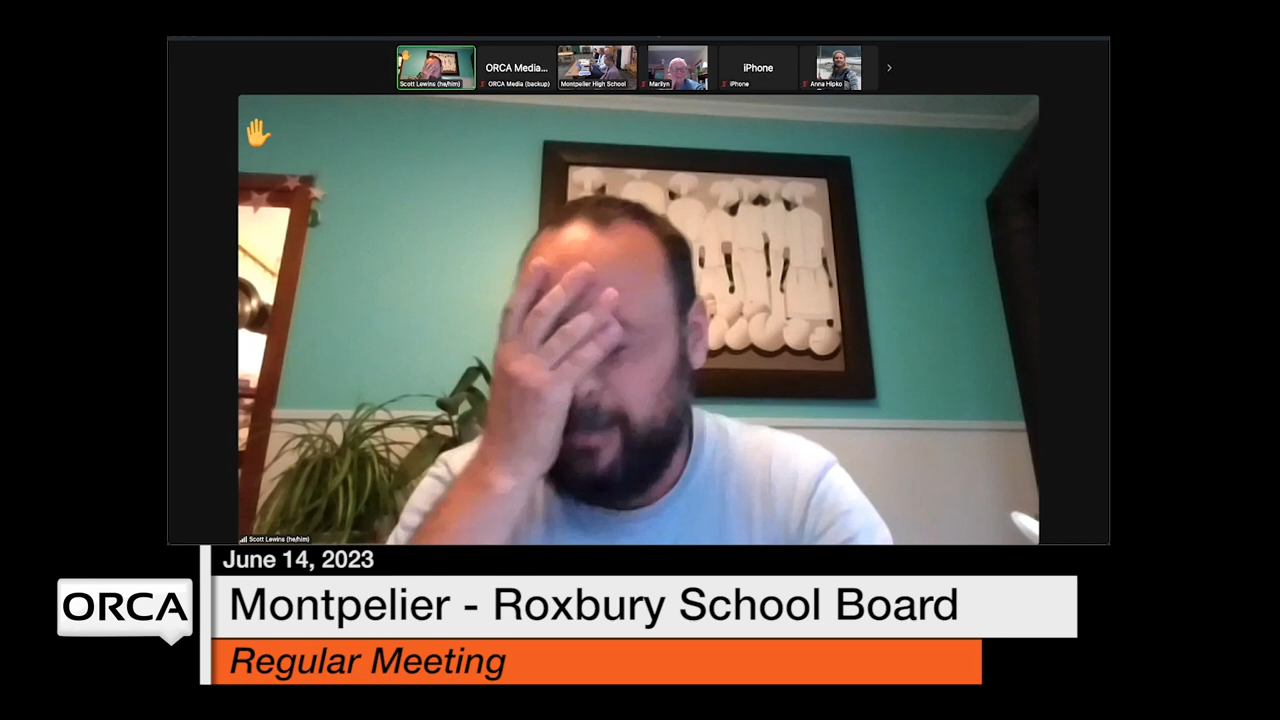 ORCA Media...
iPhone
Scott Lewins (he/him)
ORCA Media (backup)
Montpelier High School
Marilyn
iPhone
Anna Hipko
Scott Lewins (he/him)
June 14, 2023
ORCA
Montpelier - Roxbury School Board
Regular Meeting